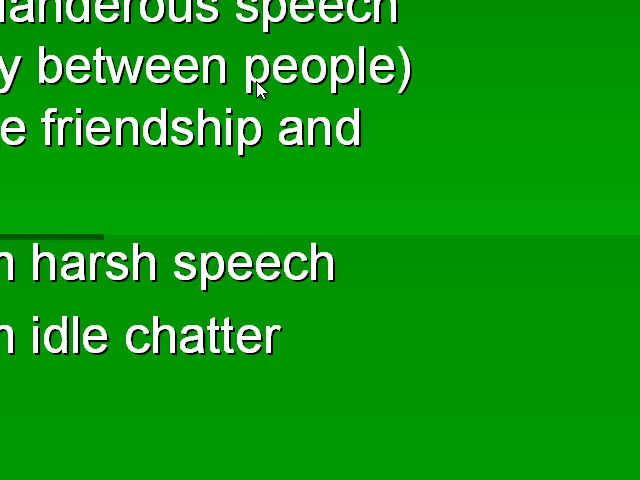 landerous speech
y between people)
e friendship and
n harsh speech
n idle chatter